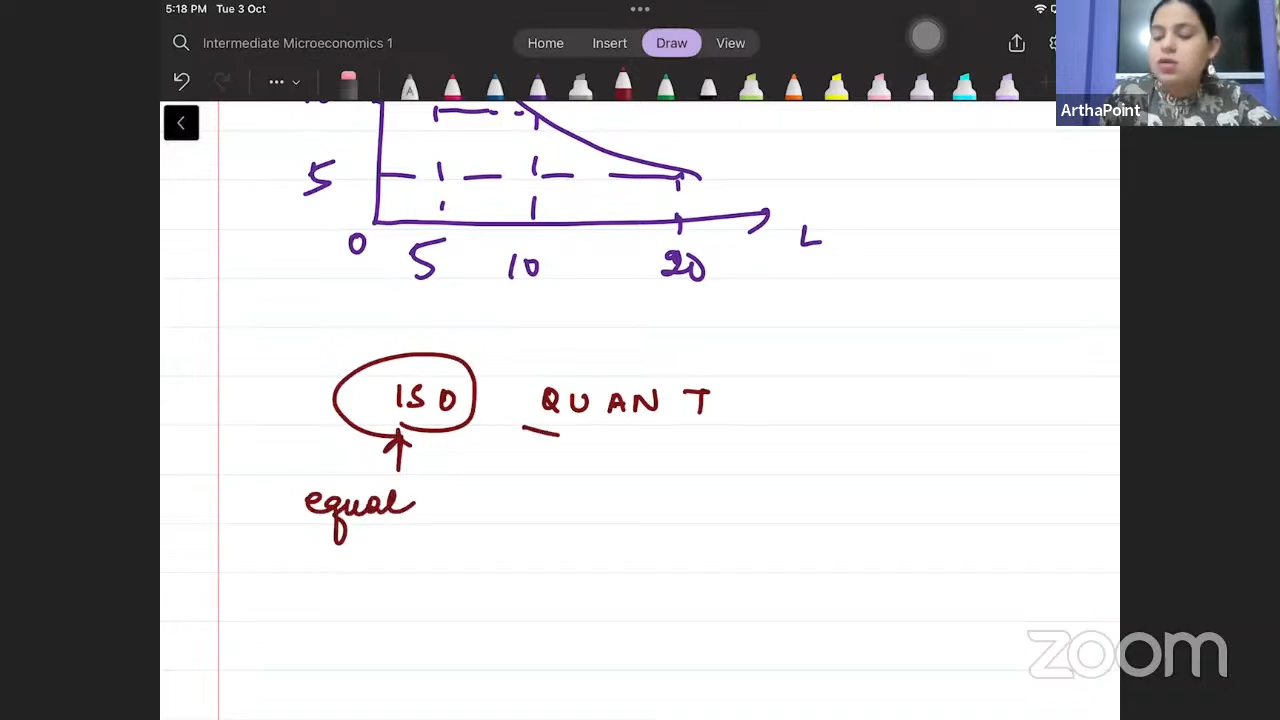 5:18 PM Tue 3 Oct
Intermediate Microeconomics 1
Home Insert Draw View
A
ArthaPoint
5
0 5 10 20 L
ISO QUANT
equal
zoom